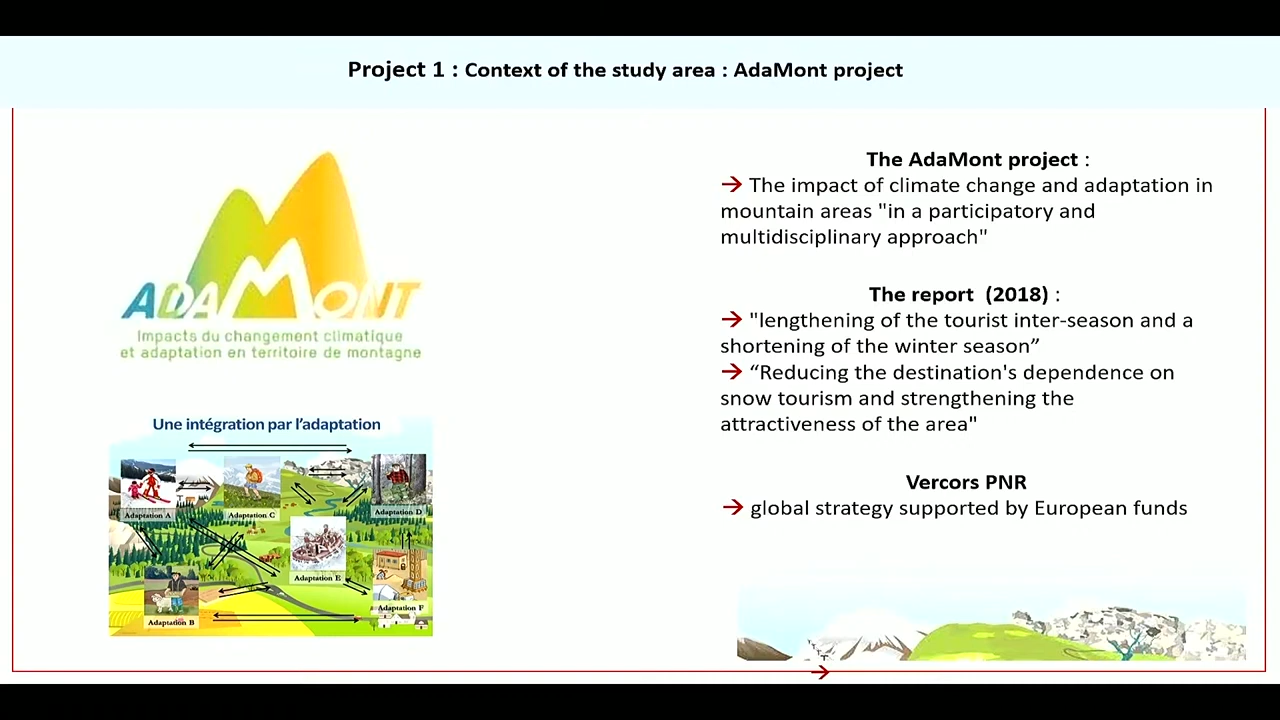 Project 1 : Context of the study area : AdaMont project
ADAMONT
Impacts du changement climatique
et adaptation en territoire de montagne
Une intégration par l'adaptation
Adaptation A
Adaptation C
Adaptation D
Adaptation E
Adaptation B
Adaptation F
The AdaMont project :
→ The impact of climate change and adaptation in
mountain areas "in a participatory and
multidisciplinary approach"
The report (2018) :
→ "lengthening of the tourist inter-season and a
shortening of the winter season”
→ “Reducing the destination's dependence on
snow tourism and strengthening the
attractiveness of the area"
Vercors PNR
→ global strategy supported by European funds
→